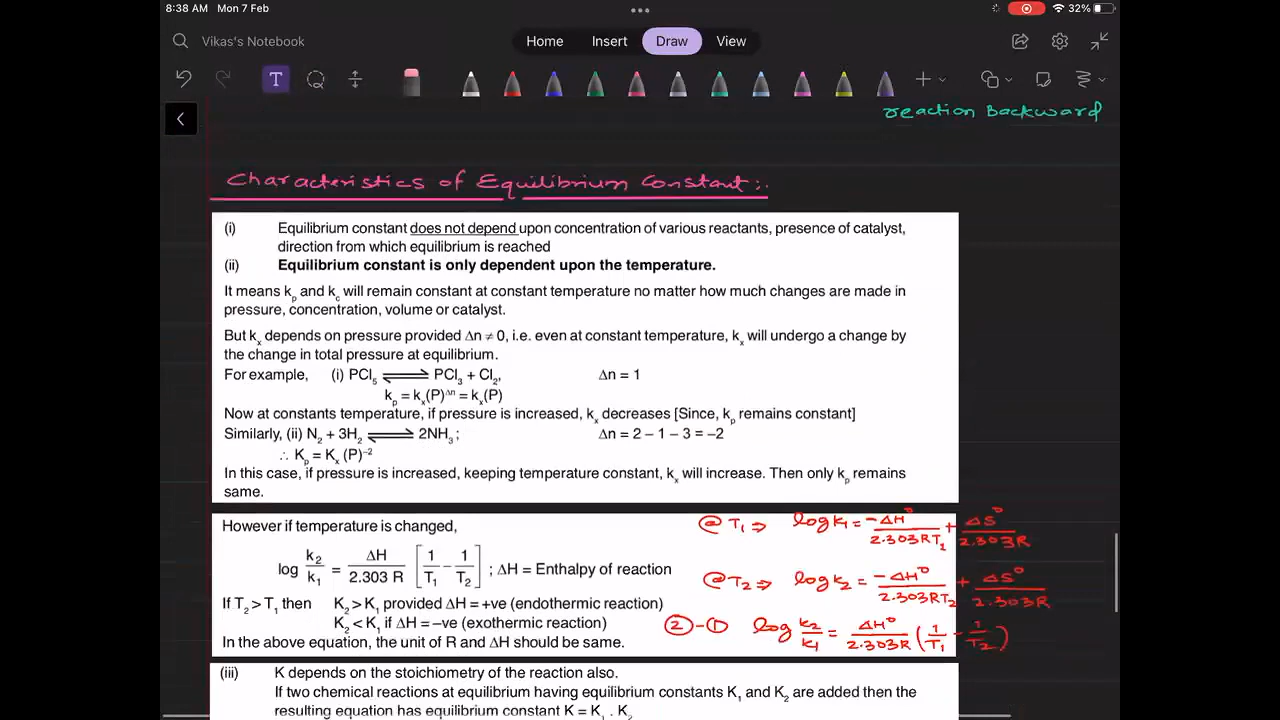 8:38 AM Mon 7 Feb
32%
Vikas's Notebook
Home Insert Draw View
T
reaction Backward
Characteristics of Equilibrium Constant:.
(i) Equilibrium constant does not depend upon concentration of various reactants, presence of catalyst,
direction from which equilibrium is reached
(ii) Equilibrium constant is only dependent upon the temperature.
It means kₚ and k꜀ will remain constant at constant temperature no matter how much changes are made in
pressure, concentration, volume or catalyst.
But kₓ depends on pressure provided Δn ≠ 0, i.e. even at constant temperature, kₓ will undergo a change by
the change in total pressure at equilibrium.
For example, (i) PCl₅ ⇌ PCl₃ + Cl₂, Δn = 1
kₚ = kₓ(P)^Δn = kₓ(P)
Now at constants temperature, if pressure is increased, kₓ decreases [Since, kₚ remains constant]
Similarly, (ii) N₂ + 3H₂ ⇌ 2NH₃ ; Δn = 2 – 1 – 3 = –2
∴ Kₚ = Kₓ (P)⁻²
In this case, if pressure is increased, keeping temperature constant, kₓ will increase. Then only kₚ remains
same.
However if temperature is changed,
log k₂/k₁ = ΔH/2.303 R [1/T₁ – 1/T₂] ; ΔH = Enthalpy of reaction
If T₂ > T₁ then K₂ > K₁ provided ΔH = +ve (endothermic reaction)
K₂ < K₁ if ΔH = –ve (exothermic reaction)
In the above equation, the unit of R and ΔH should be same.
@ T₁ ⇒ log k₁ = -ΔH°/2.303RT₁ + ΔS°/2.303R
@ T₂ ⇒ log k₂ = -ΔH°/2.303RT₂ + ΔS°/2.303R
② - ① log k₂/k₁ = ΔH°/2.303R (1/T₁ - 1/T₂)
(iii) K depends on the stoichiometry of the reaction also.
If two chemical reactions at equilibrium having equilibrium constants K₁ and K₂ are added then the
resulting equation has equilibrium constant K = K₁ . K₂